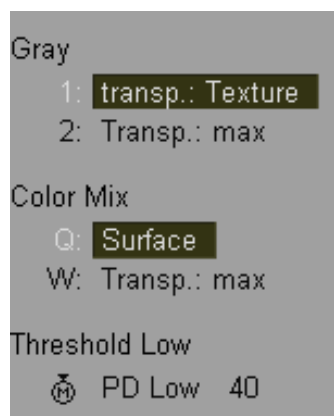 Gray
1: transp.: Texture
2: Transp.: max
Color Mix
Q: Surface
W: Transp.: max
Threshold Low
M PD Low 40